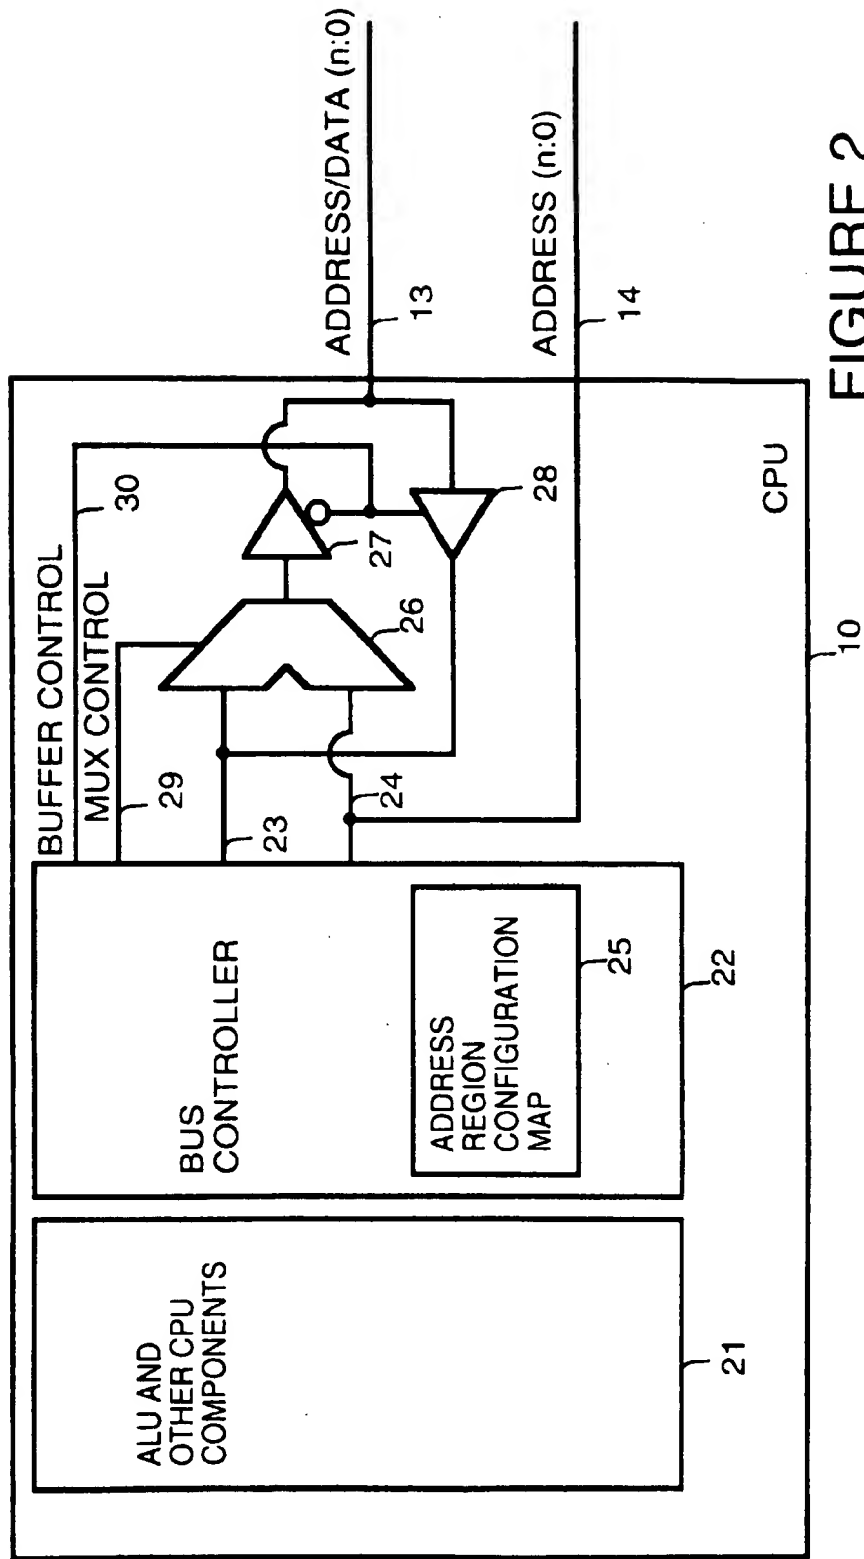 ALU AND
OTHER CPU
COMPONENTS
21
BUS
CONTROLLER
ADDRESS
REGION
CONFIGURATION
MAP
25
22
BUFFER CONTROL
30
MUX CONTROL
29
23
24
26
27
28
CPU
10
ADDRESS/DATA (n:0)
13
ADDRESS (n:0)
14
FIGURE 2